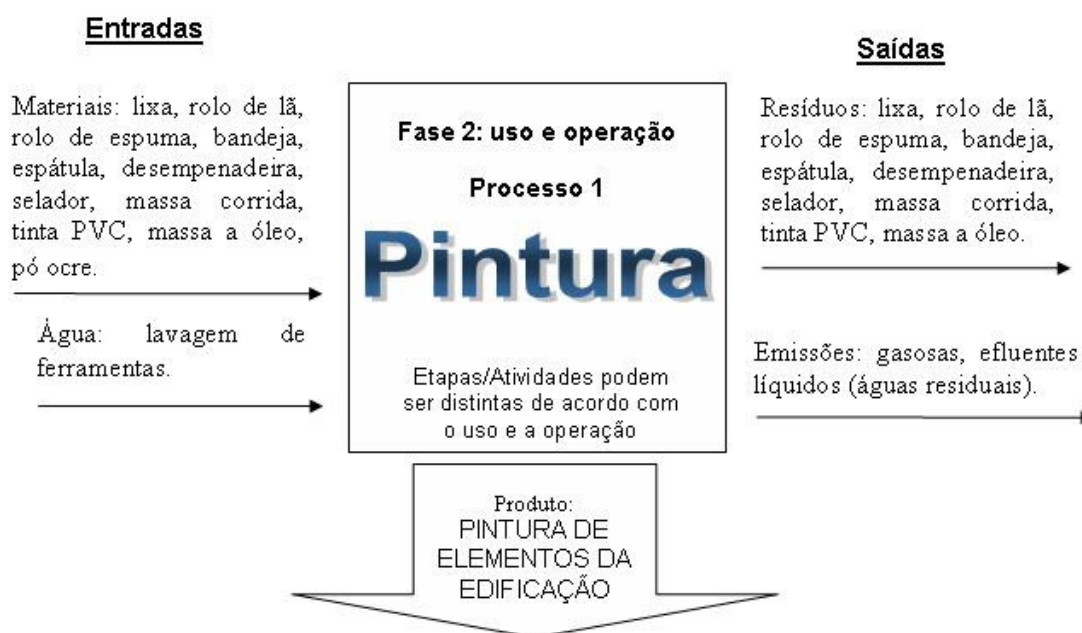 Entradas
Materiais: lixa, rolo de lã,
rolo de espuma, bandeja,
espátula, desempenadeira,
selador, massa corrida,
tinta PVC, massa a óleo,
pó ocre.
Água: lavagem de
ferramentas.
Fase 2: uso e operação
Processo 1
Pintura
Etapas/Atividades podem
ser distintas de acordo com
o uso e a operação
Saídas
Resíduos: lixa, rolo de lã,
rolo de espuma, bandeja,
espátula, desempenadeira,
selador, massa corrida,
tinta PVC, massa a óleo.
Emissões: gasosas, efluentes
líquidos (águas residuais).
Produto:
PINTURA DE
ELEMENTOS DA
EDIFICAÇÃO